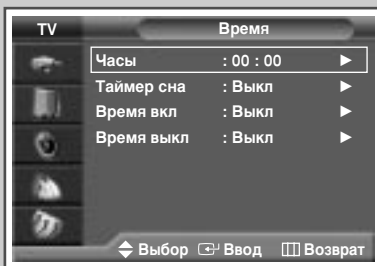 TV Время
Часы : 00 : 00 ►
Таймер сна : Выкл ►
Время вкл : Выкл ►
Время выкл : Выкл ►
Выбор Ввод Возврат